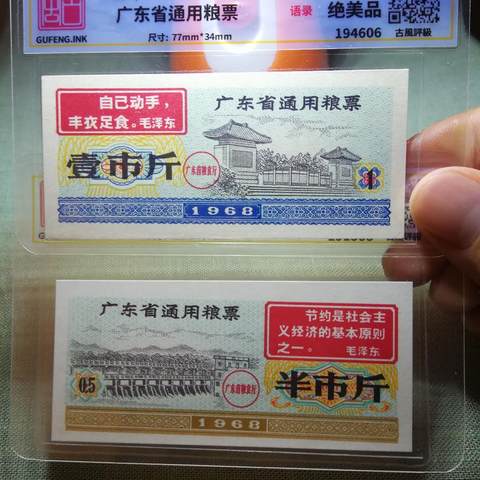 广东省通用粮票
语录
绝美品
GUFENG.INK
尺寸: 77mm*34mm
194606
古風評級
自己动手，
丰衣足食。毛泽东
广东省通用粮票
壹市斤
广东省粮食厅
1
1968
GUFENG.INK
广东省通用粮票
节约是社会主
义经济的基本原则
之一。 毛泽东
0.5
广东省粮食厅
半市斤
1968